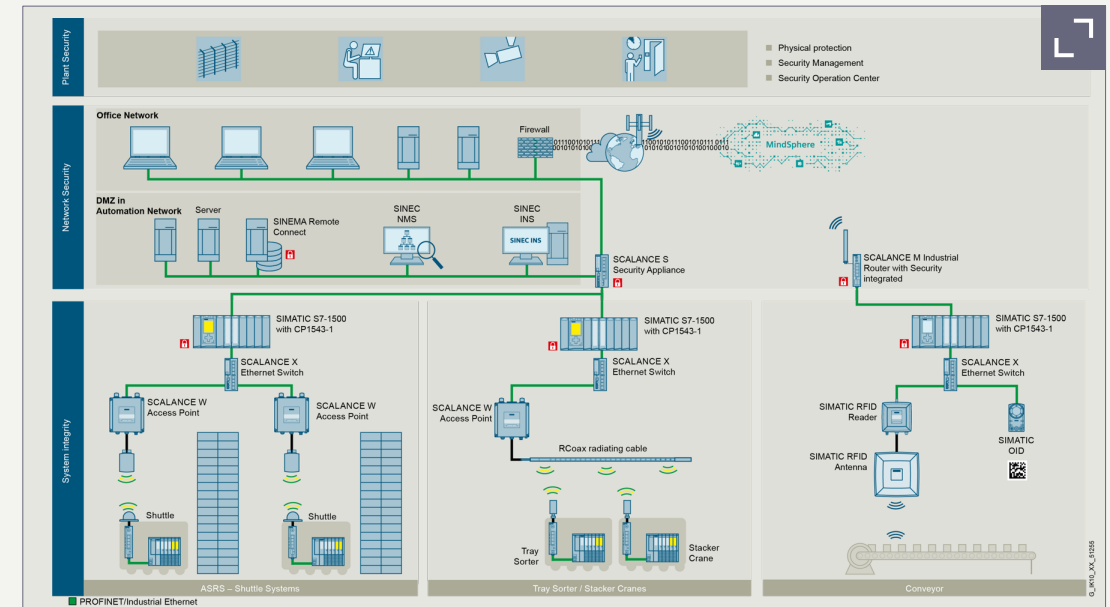 Plant Security
Physical protection
Security Management
Security Operation Center
Network Security
Office Network
Firewall
0111001010111
00101010100
110010101110010101110111
0101010010101010010001
MindSphere
DMZ in
Automation Network
Server
SINEMA Remote
Connect
SINEC
NMS
SINEC
INS
SINEC INS
SCALANCE S
Security Appliance
SCALANCE M Industrial
Router with Security
integrated
System integrity
SIMATIC S7-1500
with CP1543-1
SCALANCE X
Ethernet Switch
SCALANCE W
Access Point
SCALANCE W
Access Point
Shuttle
Shuttle
ASRS – Shuttle Systems
SIMATIC S7-1500
with CP1543-1
SCALANCE X
Ethernet Switch
SCALANCE W
Access Point
RCoax radiating cable
Tray
Sorter
Stacker
Crane
Tray Sorter / Stacker Cranes
SIMATIC S7-1500
with CP1543-1
SCALANCE X
Ethernet Switch
SIMATIC RFID
Reader
SIMATIC RFID
Antenna
SIMATIC
OID
Conveyor
G_IK10_XX_51255
PROFINET/Industrial Ethernet